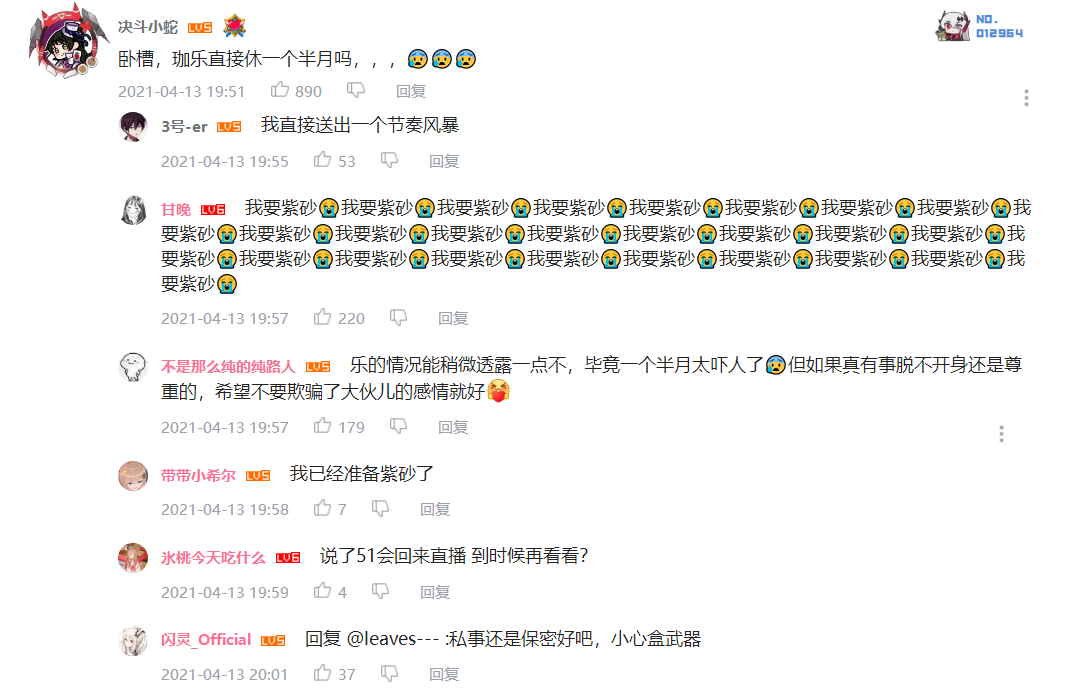 决斗小蛇 LV5
NO.
012964
卧槽，珈乐直接休一个半月吗，，，😰😰😰
2021-04-13 19:51 890 回复
3号-er LV5 我直接送出一个节奏风暴
2021-04-13 19:55 53 回复
甘晚 LV6 我要紫砂😭我要紫砂😭我要紫砂😭我要紫砂😭我要紫砂😭我要紫砂😭我要紫砂😭我要紫砂😭我
要紫砂😭我要紫砂😭我要紫砂😭我要紫砂😭我要紫砂😭我要紫砂😭我要紫砂😭我要紫砂😭我要紫砂😭我
要紫砂😭我要紫砂😭我要紫砂😭我要紫砂😭我要紫砂😭我要紫砂😭我要紫砂😭我要紫砂😭我要紫砂😭我
要紫砂😭
2021-04-13 19:57 220 回复
不是那么纯的纯路人 LV5 乐的情况能稍微透露一点不，毕竟一个半月太吓人了😰但如果真有事脱不开身还是尊
重的，希望不要欺骗了大伙儿的感情就好
2021-04-13 19:57 179 回复
带带小希尔 LV5 我已经准备紫砂了
2021-04-13 19:58 7 回复
氷桃今天吃什么 LV6 说了51会回来直播 到时候再看看?
2021-04-13 19:59 4 回复
闪灵_Official LV5 回复 @leaves--- :私事还是保密好吧，小心盒武器
2021-04-13 20:01 37 回复